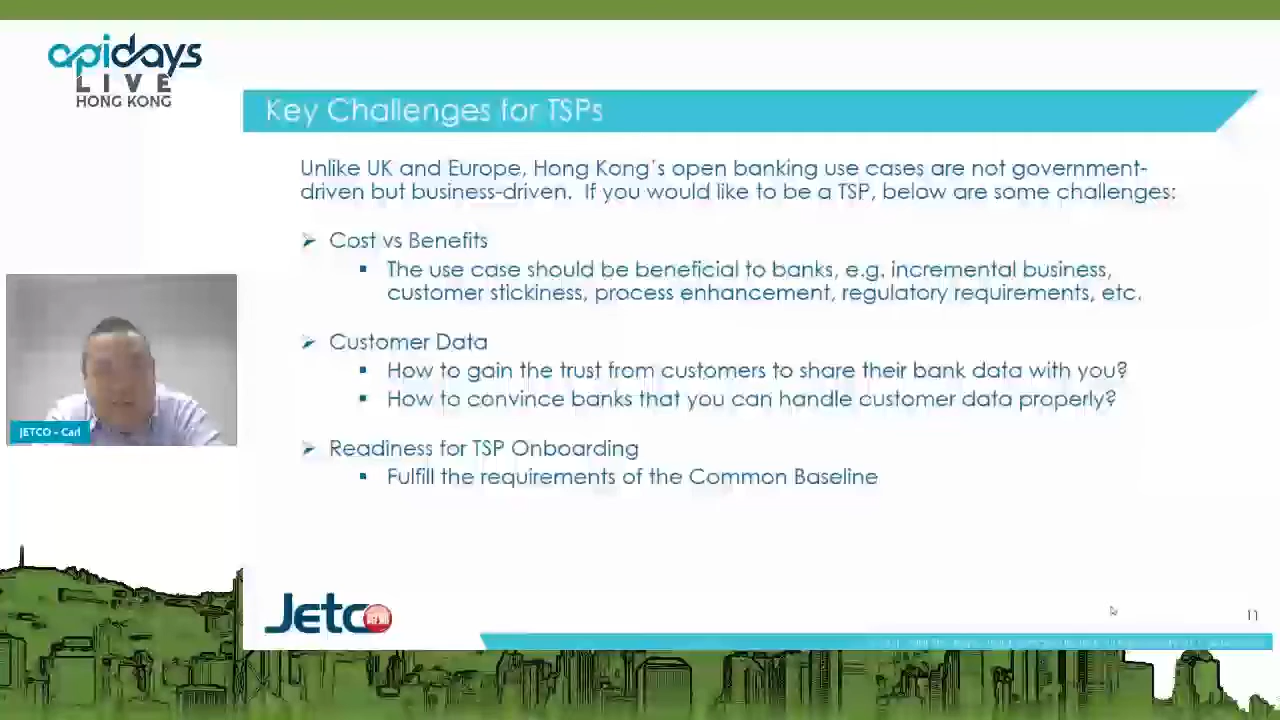 apidays
LIVE
HONG KONG
Key Challenges for TSPs
Unlike UK and Europe, Hong Kong's open banking use cases are not government-
driven but business-driven. If you would like to be a TSP, below are some challenges:
➢ Cost vs Benefits
▪ The use case should be beneficial to banks, e.g. incremental business,
customer stickiness, process enhancement, regulatory requirements, etc.
➢ Customer Data
▪ How to gain the trust from customers to share their bank data with you?
▪ How to convince banks that you can handle customer data properly?
➢ Readiness for TSP Onboarding
▪ Fulfill the requirements of the Common Baseline
JETCO - Carl
Jetco
11